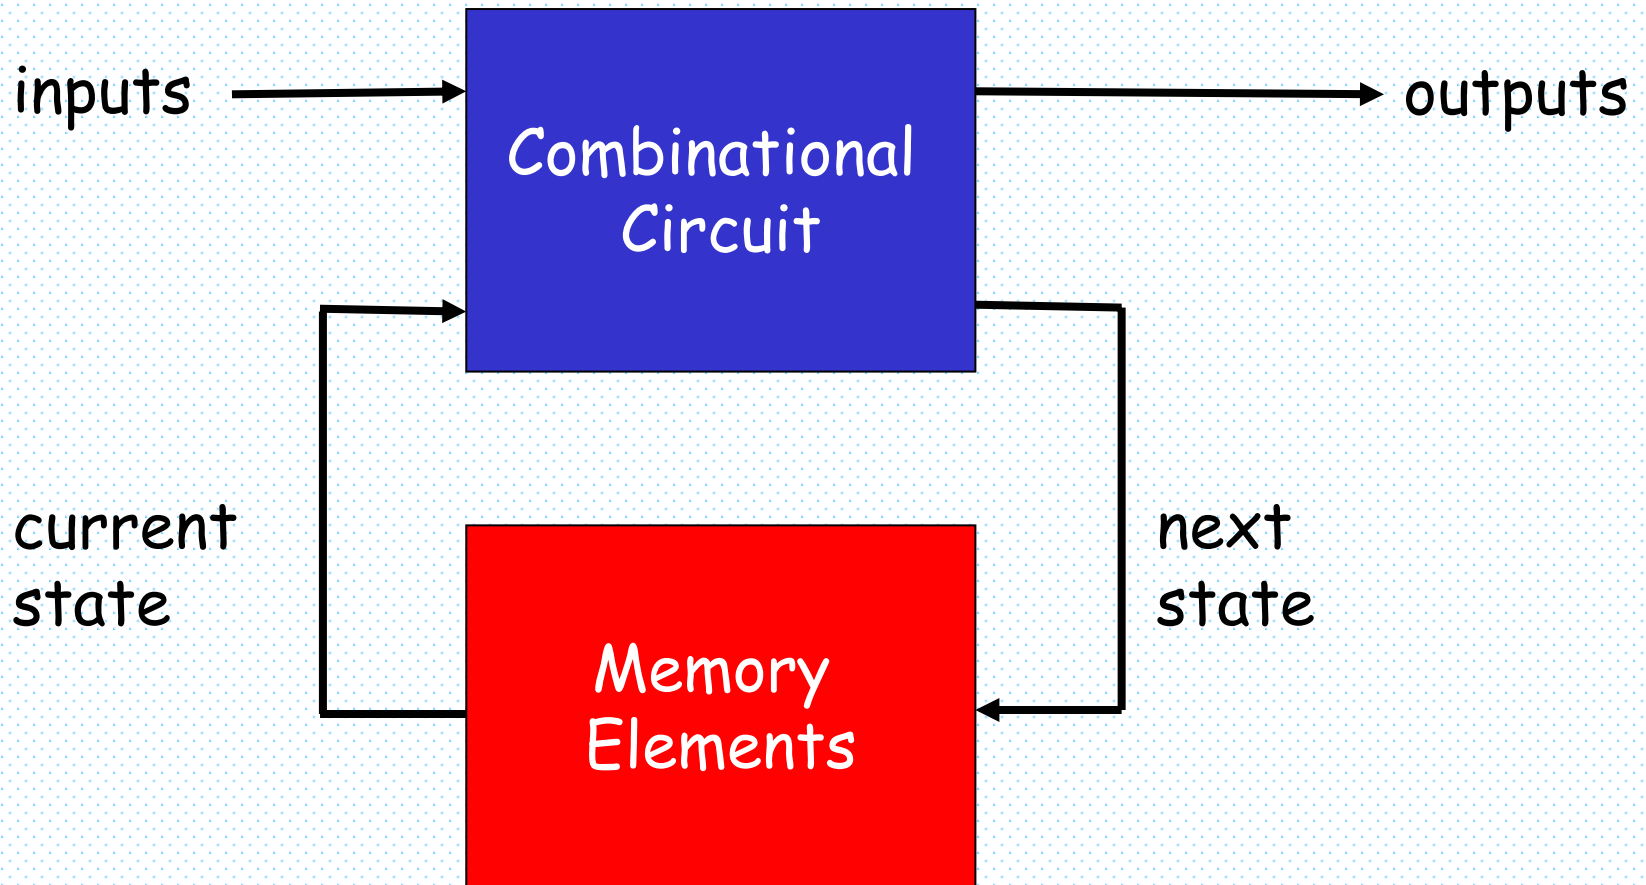 inputs
outputs
Combinational
Circuit
current
state
next
state
Memory
Elements